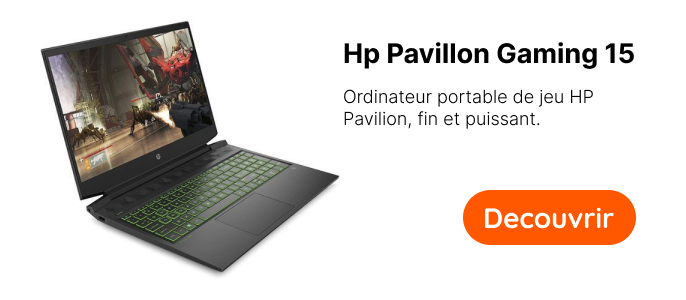 Hp Pavillon Gaming 15
Ordinateur portable de jeu HP
Pavilion, fin et puissant.
Decouvrir